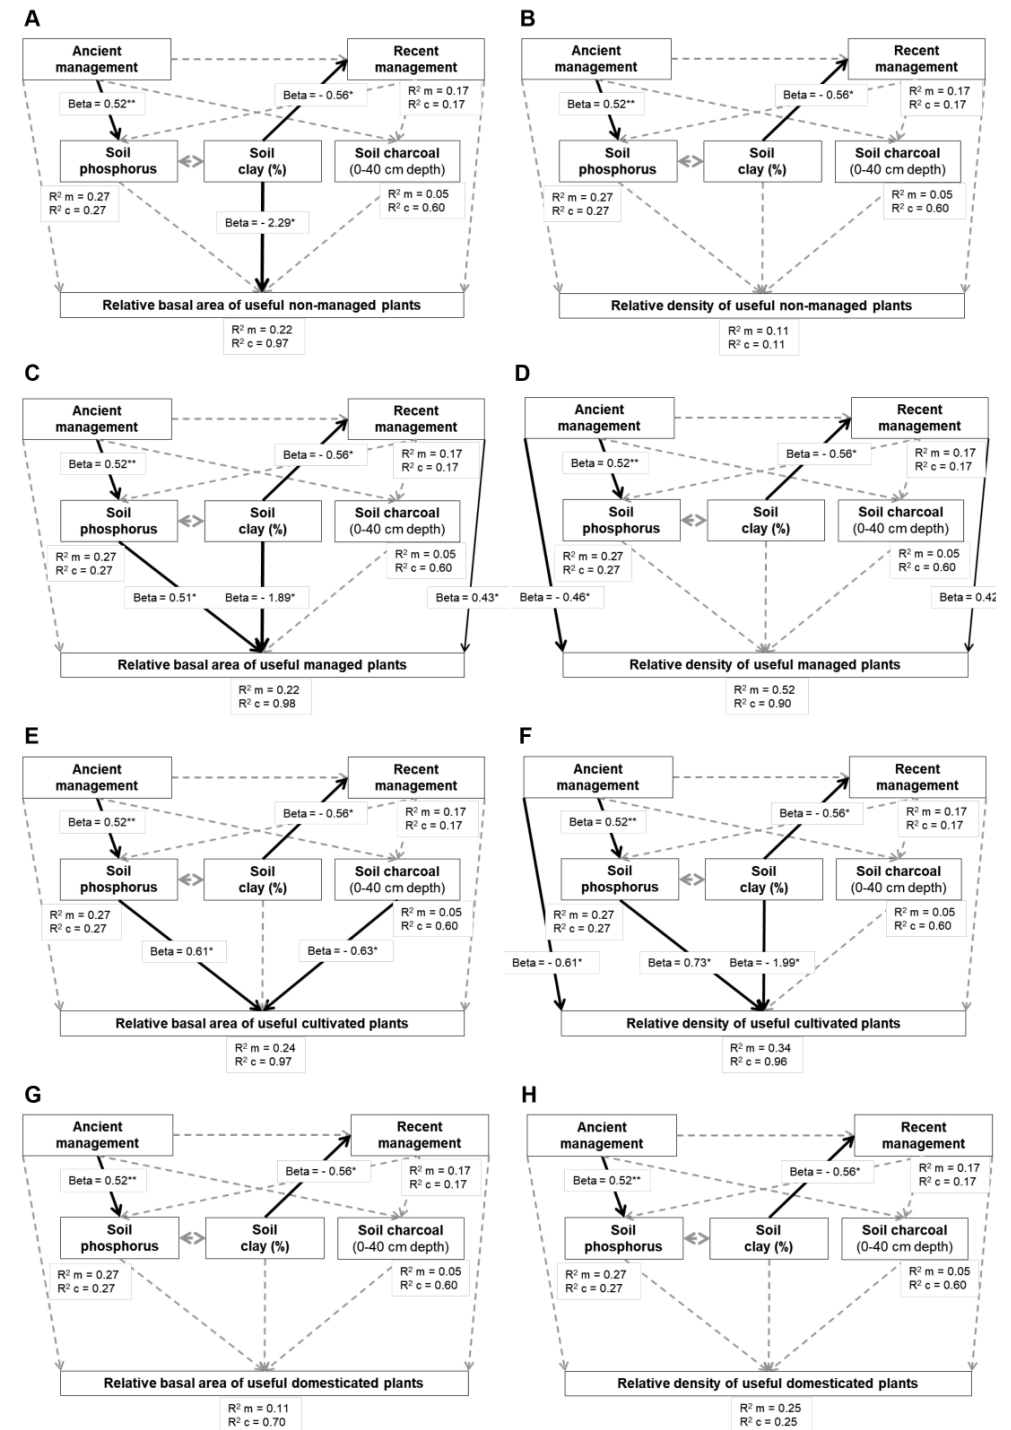 A
Ancient
management
Recent
management
Beta = 0.52**
Beta = - 0.56*
R² m = 0.17
R² c = 0.17
Soil
phosphorus
Soil
clay (%)
Soil charcoal
(0-40 cm depth)
R² m = 0.27
R² c = 0.27
R² m = 0.05
R² c = 0.60
Beta = - 2.29*
Relative basal area of useful non-managed plants
R² m = 0.22
R² c = 0.97
B
Ancient
management
Recent
management
Beta = 0.52**
Beta = - 0.56*
R² m = 0.17
R² c = 0.17
Soil
phosphorus
Soil
clay (%)
Soil charcoal
(0-40 cm depth)
R² m = 0.27
R² c = 0.27
R² m = 0.05
R² c = 0.60
Relative density of useful non-managed plants
R² m = 0.11
R² c = 0.11
C
Ancient
management
Recent
management
Beta = 0.52**
Beta = - 0.56*
R² m = 0.17
R² c = 0.17
Soil
phosphorus
Soil
clay (%)
Soil charcoal
(0-40 cm depth)
R² m = 0.27
R² c = 0.27
R² m = 0.05
R² c = 0.60
Beta = 0.51*
Beta = - 1.89*
Beta = 0.43*
Relative basal area of useful managed plants
R² m = 0.22
R² c = 0.98
D
Ancient
management
Recent
management
Beta = 0.52**
Beta = - 0.56*
R² m = 0.17
R² c = 0.17
Soil
phosphorus
Soil
clay (%)
Soil charcoal
(0-40 cm depth)
R² m = 0.27
R² c = 0.27
R² m = 0.05
R² c = 0.60
Beta = - 0.46*
Beta = 0.42
Relative density of useful managed plants
R² m = 0.52
R² c = 0.90
E
Ancient
management
Recent
management
Beta = 0.52**
Beta = - 0.56*
R² m = 0.17
R² c = 0.17
Soil
phosphorus
Soil
clay (%)
Soil charcoal
(0-40 cm depth)
R² m = 0.27
R² c = 0.27
R² m = 0.05
R² c = 0.60
Beta = 0.61*
Beta = - 0.63*
Relative basal area of useful cultivated plants
R² m = 0.24
R² c = 0.97
F
Ancient
management
Recent
management
Beta = 0.52**
Beta = - 0.56*
R² m = 0.17
R² c = 0.17
Soil
phosphorus
Soil
clay (%)
Soil charcoal
(0-40 cm depth)
R² m = 0.27
R² c = 0.27
R² m = 0.05
R² c = 0.60
Beta = - 0.61*
Beta = 0.73*
Beta = - 1.99*
Relative density of useful cultivated plants
R² m = 0.34
R² c = 0.96
G
Ancient
management
Recent
management
Beta = 0.52**
Beta = - 0.56*
R² m = 0.17
R² c = 0.17
Soil
phosphorus
Soil
clay (%)
Soil charcoal
(0-40 cm depth)
R² m = 0.27
R² c = 0.27
R² m = 0.05
R² c = 0.60
Relative basal area of useful domesticated plants
R² m = 0.11
R² c = 0.70
H
Ancient
management
Recent
management
Beta = 0.52**
Beta = - 0.56*
R² m = 0.17
R² c = 0.17
Soil
phosphorus
Soil
clay (%)
Soil charcoal
(0-40 cm depth)
R² m = 0.27
R² c = 0.27
R² m = 0.05
R² c = 0.60
Relative density of useful domesticated plants
R² m = 0.25
R² c = 0.25